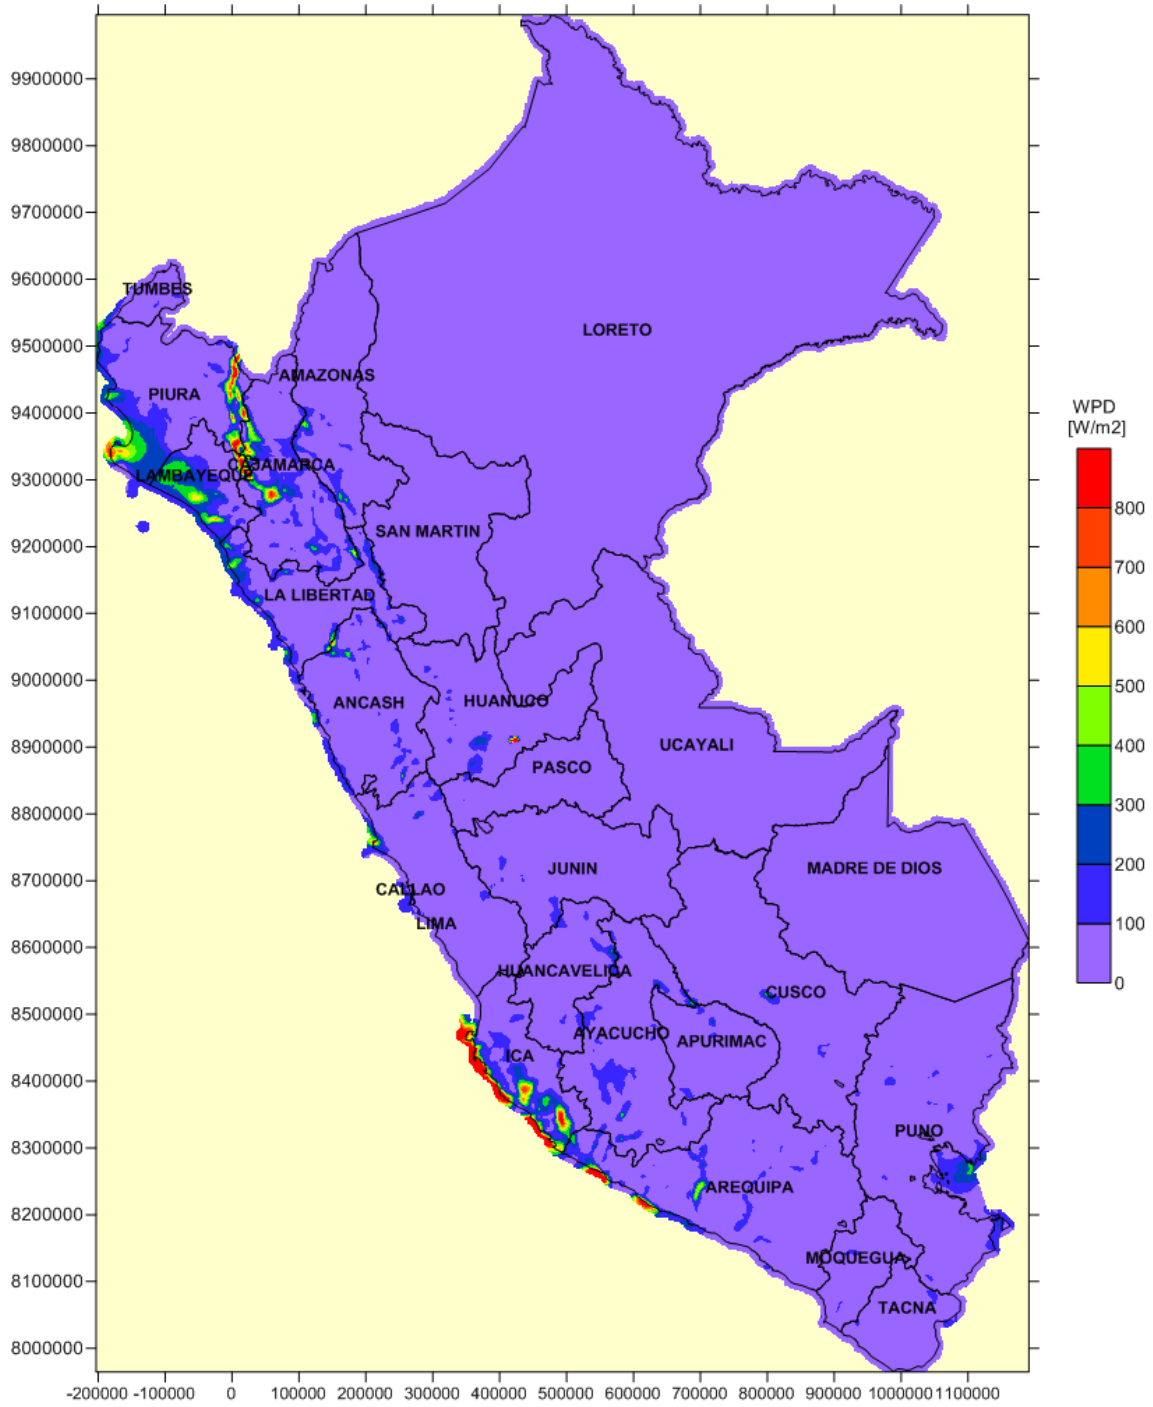 9900000
9800000
9700000
9600000
9500000
9400000
9300000
9200000
9100000
9000000
8900000
8800000
8700000
8600000
8500000
8400000
8300000
8200000
8100000
8000000
TUMBES
LORETO
AMAZONAS
PIURA
CAJAMARCA
LAMBAYEQUE
SAN MARTIN
LA LIBERTAD
ANCASH
HUANUCO
UCAYALI
PASCO
JUNIN
MADRE DE DIOS
CALLAO
LIMA
HUANCAVELICA
CUSCO
AYACUCHO
APURIMAC
ICA
PUNO
AREQUIPA
MOQUEGUA
TACNA
-200000 -100000 0 100000 200000 300000 400000 500000 600000 700000 800000 900000 1000000 1100000
WPD
[W/m2]
800
700
600
500
400
300
200
100
0